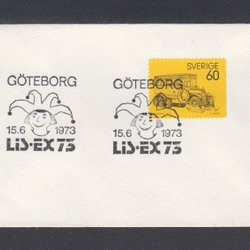 GÖTEBORG
15.6 1973
LIS-EX 73
GÖTEBORG
15.6 1973
LIS-EX 73
SVERIGE
60